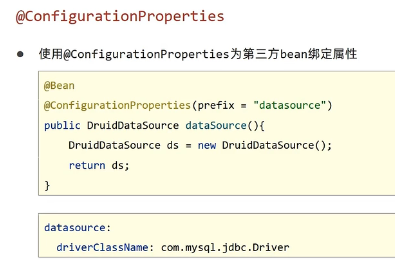 @ConfigurationProperties
● 使用@ConfigurationProperties为第三方bean绑定属性
@Bean
@ConfigurationProperties(prefix = "datasource")
public DruidDataSource dataSource(){
    DruidDataSource ds = new DruidDataSource();
    return ds;
}
datasource:
  driverClassName: com.mysql.jdbc.Driver